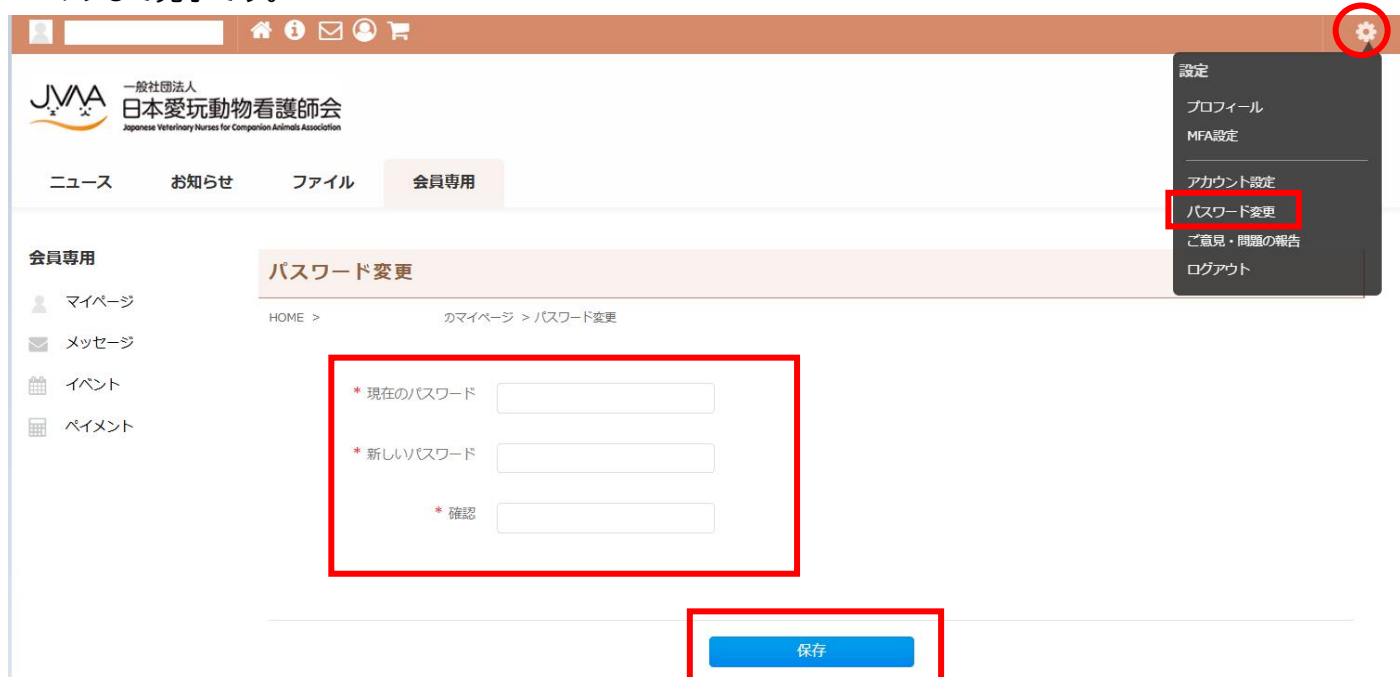 設定
プロフィール
MFA設定
アカウント設定
パスワード変更
ご意見・問題の報告
ログアウト
JVNA
一般社団法人
日本愛玩動物看護師会
Japanese Veterinary Nurses for Companion Animals Association
ニュース お知らせ ファイル 会員専用
会員専用
マイページ
メッセージ
イベント
ペイメント
パスワード変更
HOME > のマイページ > パスワード変更
* 現在のパスワード
* 新しいパスワード
* 確認
保存